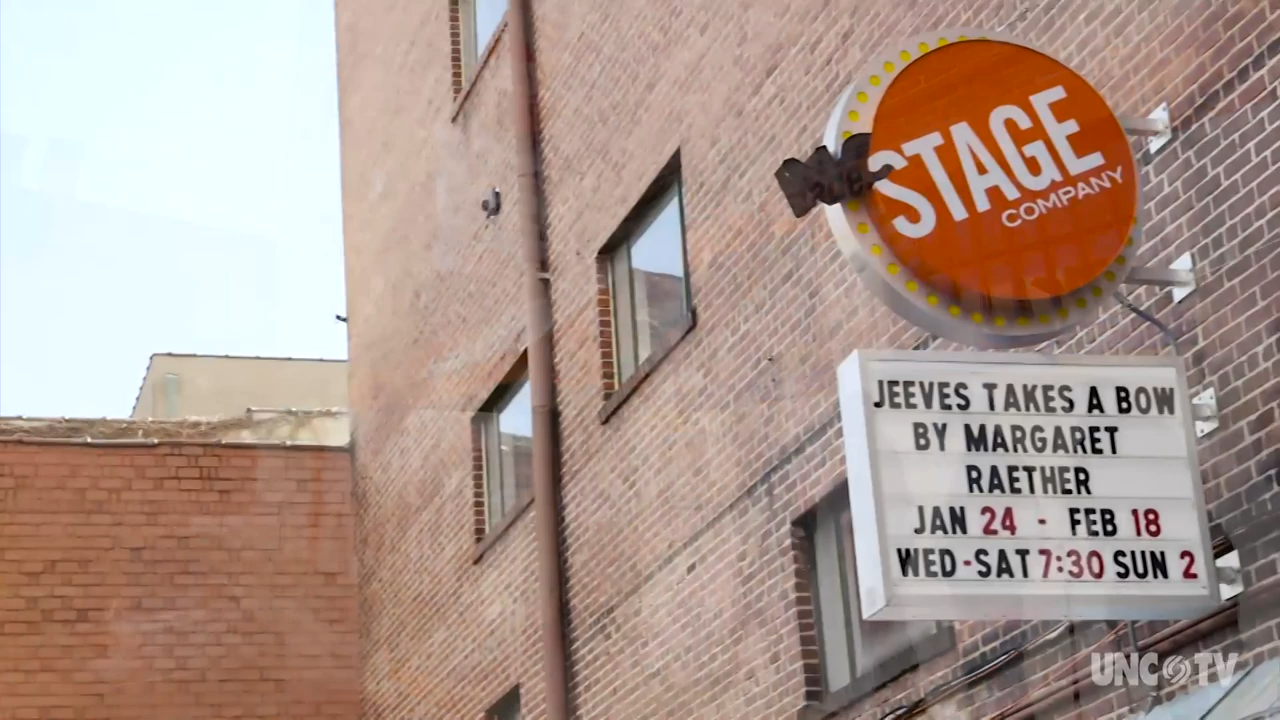 NC
STAGE
COMPANY
JEEVES TAKES A BOW
BY MARGARET
RAETHER
JAN 24 - FEB 18
WED-SAT 7:30 SUN 2
UNC TV